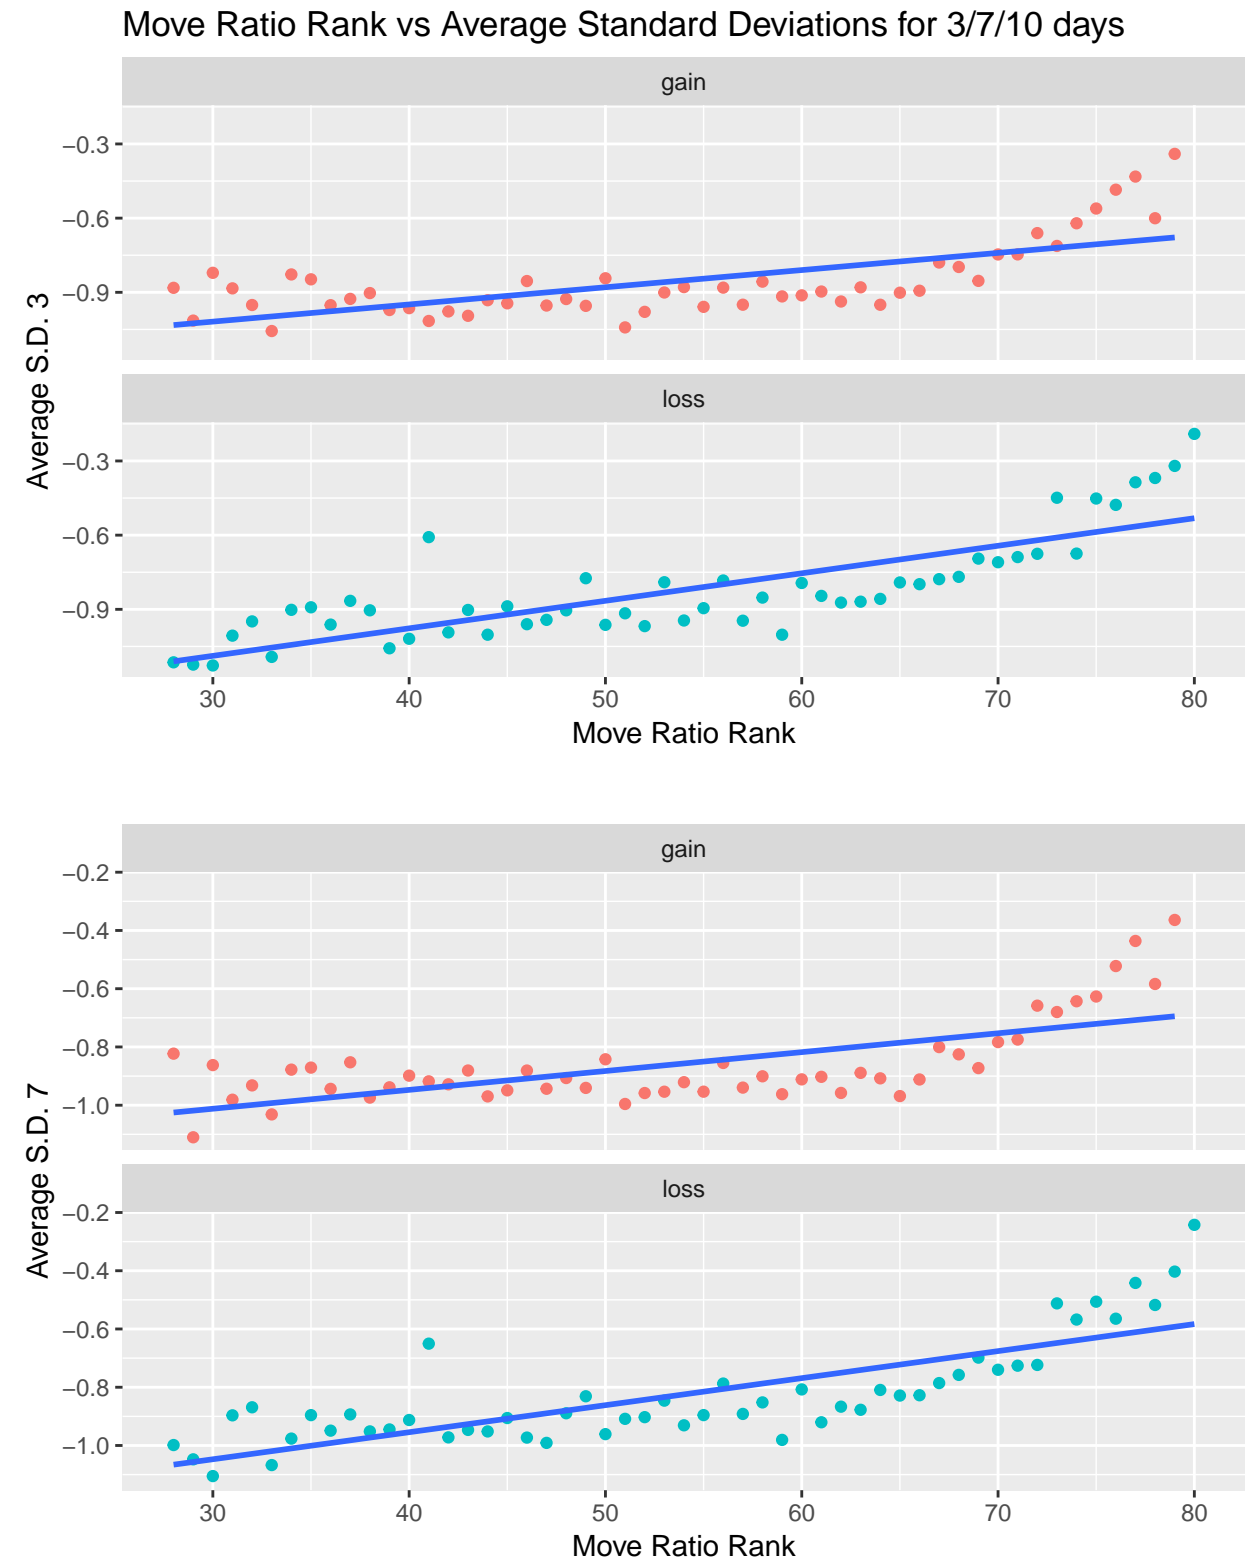 Move Ratio Rank vs Average Standard Deviations for 3/7/10 days
gain
−0.3
−0.6
−0.9
Average S.D. 3
loss
−0.3
−0.6
−0.9
30 40 50 60 70 80
Move Ratio Rank
gain
−0.2
−0.4
−0.6
−0.8
−1.0
Average S.D. 7
loss
−0.2
−0.4
−0.6
−0.8
−1.0
30 40 50 60 70 80
Move Ratio Rank